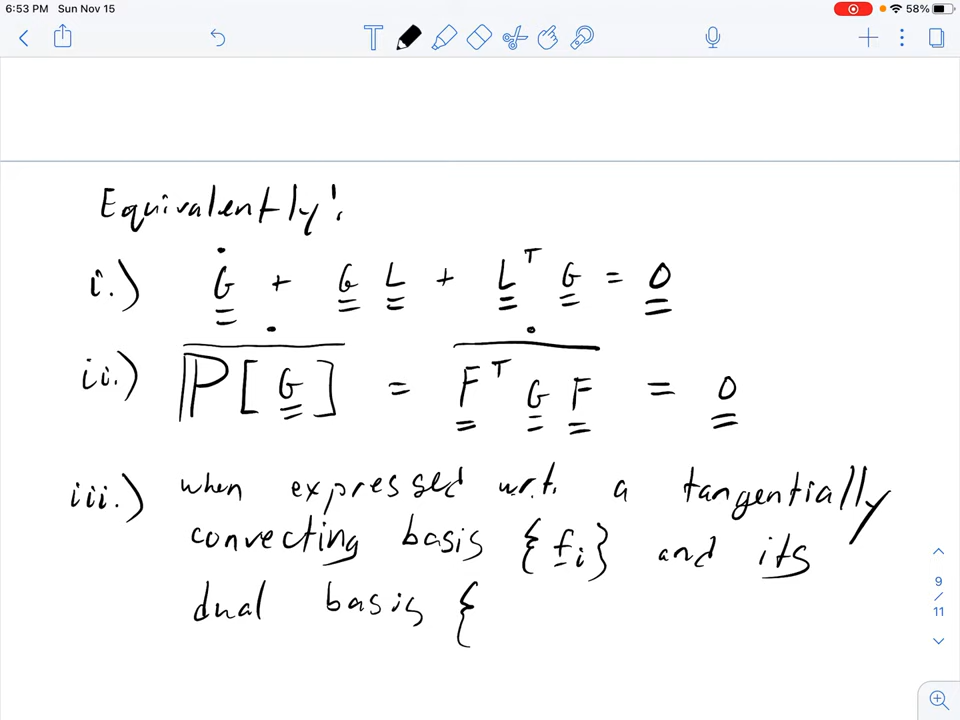 6:53 PM Sun Nov 15
58%
Equivalently:
i.) Ġ + G L + Lᵀ G = 0
ii.) ℙ[G]˙ = (Fᵀ G F)˙ = 0
iii.) when expressed w.r.t. a tangentially
convecting basis {fᵢ} and its
dual basis {
9
/
11